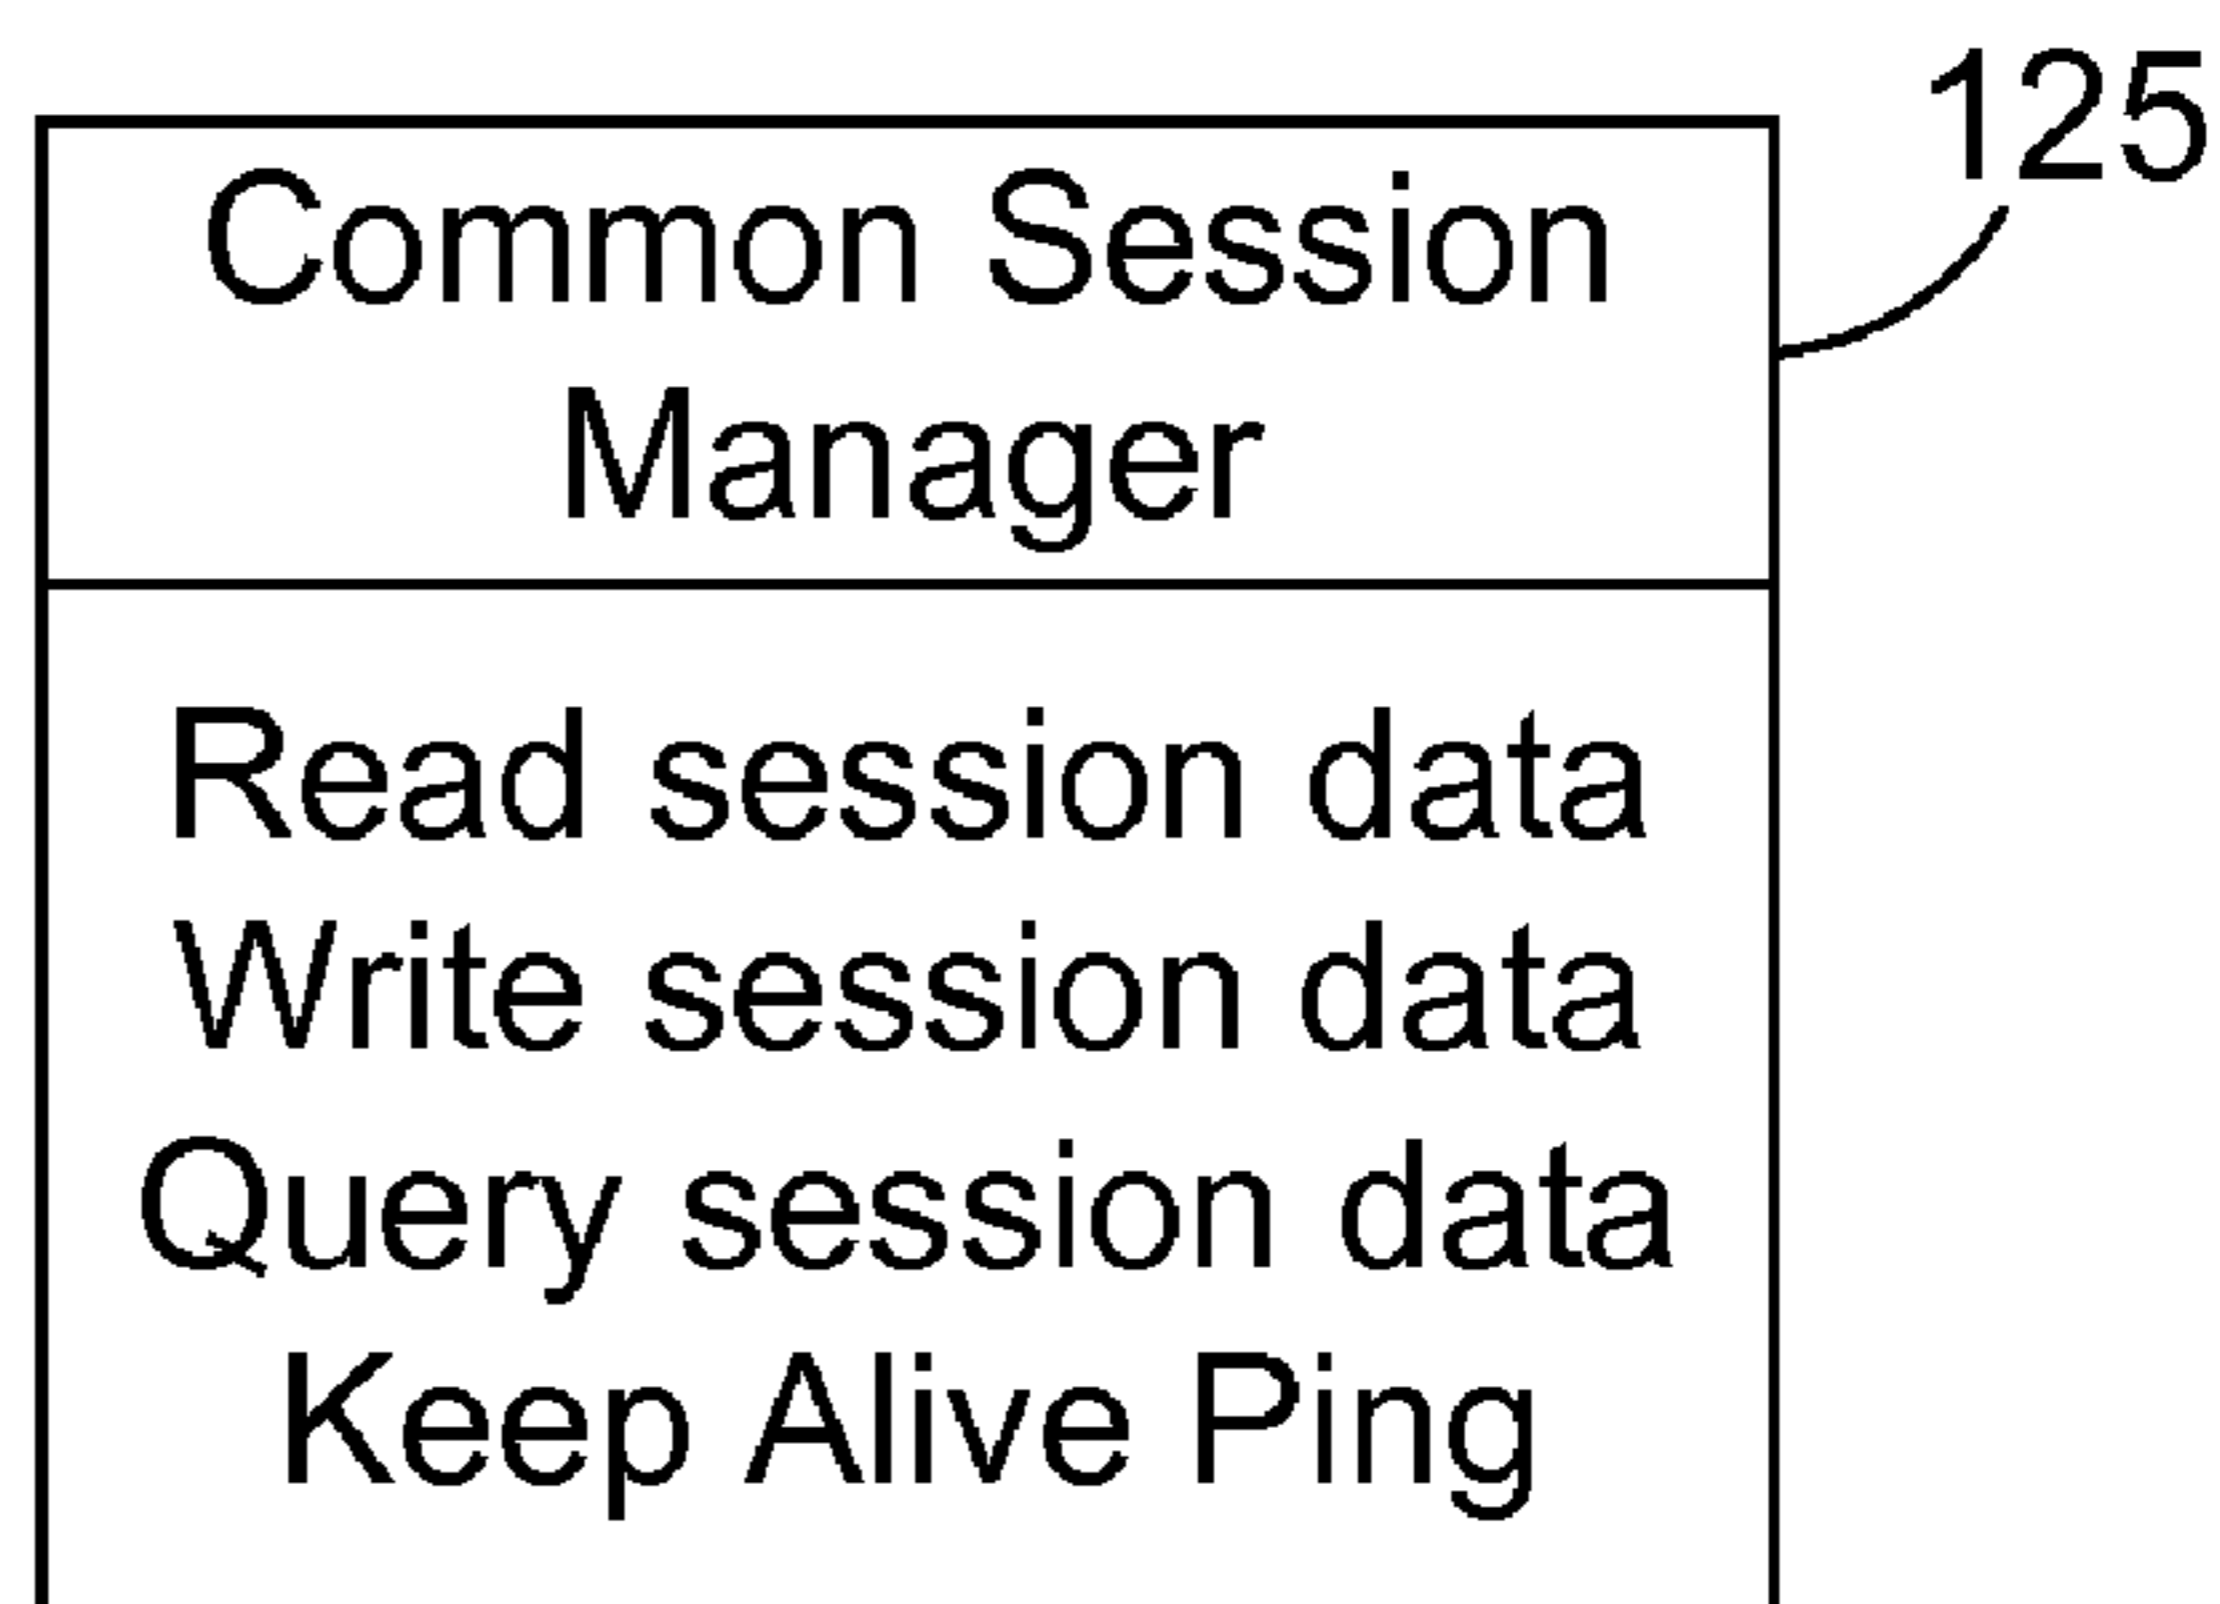 125
Common Session
Manager
Read session data
Write session data
Query session data
Keep Alive Ping